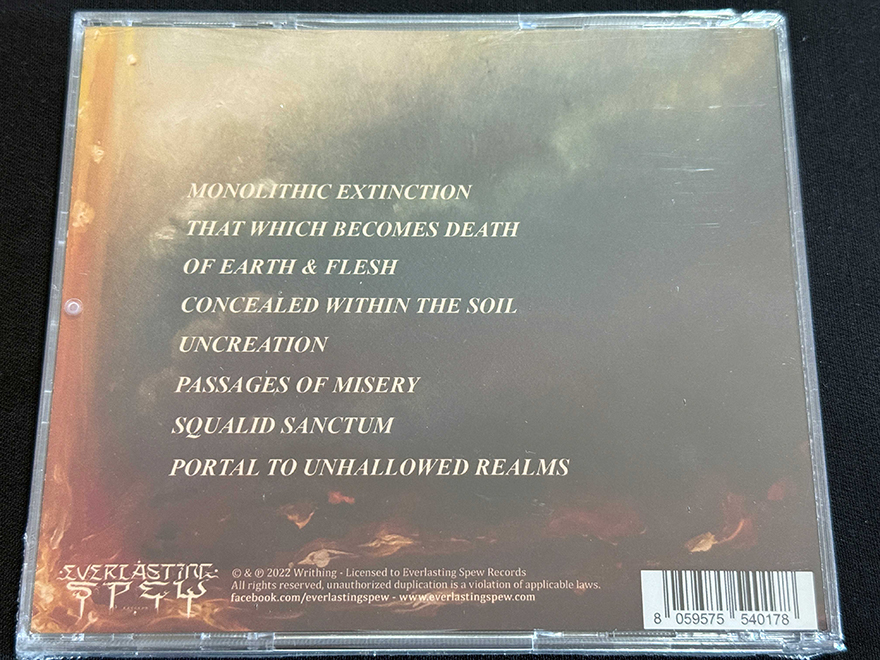 MONOLITHIC EXTINCTION
THAT WHICH BECOMES DEATH
OF EARTH & FLESH
CONCEALED WITHIN THE SOIL
UNCREATION
PASSAGES OF MISERY
SQUALID SANCTUM
PORTAL TO UNHALLOWED REALMS
EVERLASTING
SPEW
© & ℗ 2022 Writhing - Licensed to Everlasting Spew Records
All rights reserved, unauthorized duplication is a violation of applicable laws.
facebook.com/everlastingspew - www.everlastingspew.com
8 059575 540178